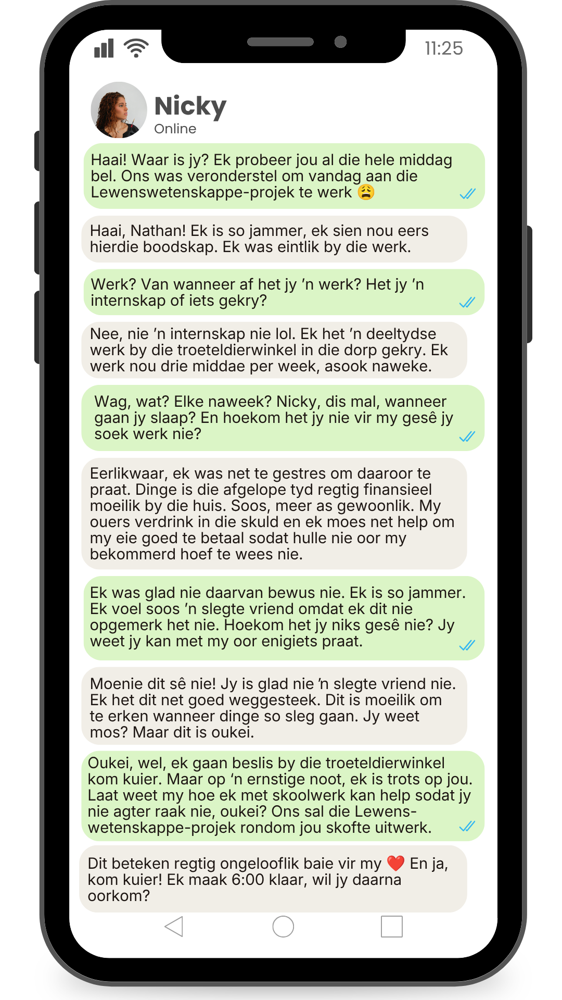 11:25
Nicky
Online
Haai! Waar is jy? Ek probeer jou al die hele middag
bel. Ons was veronderstel om vandag aan die
Lewenswetenskappe-projek te werk 😩
Haai, Nathan! Ek is so jammer, ek sien nou eers
hierdie boodskap. Ek was eintlik by die werk.
Werk? Van wanneer af het jy ’n werk? Het jy ’n
internskap of iets gekry?
Nee, nie ’n internskap nie lol. Ek het ’n deeltydse
werk by die troeteldierwinkel in die dorp gekry. Ek
werk nou drie middae per week, asook naweke.
Wag, wat? Elke naweek? Nicky, dis mal, wanneer
gaan jy slaap? En hoekom het jy nie vir my gesê jy
soek werk nie?
Eerlikwaar, ek was net te gestres om daaroor te
praat. Dinge is die afgelope tyd regtig finansieel
moeilik by die huis. Soos, meer as gewoonlik. My
ouers verdrink in die skuld en ek moes net help om
my eie goed te betaal sodat hulle nie oor my
bekommerd hoef te wees nie.
Ek was glad nie daarvan bewus nie. Ek is so jammer.
Ek voel soos ’n slegte vriend omdat ek dit nie
opgemerk het nie. Hoekom het jy niks gesê nie? Jy
weet jy kan met my oor enigiets praat.
Moenie dit sê nie! Jy is glad nie ’n slegte vriend nie.
Ek het dit net goed weggesteek. Dit is moeilik om
te erken wanneer dinge so sleg gaan. Jy weet
mos? Maar dit is oukei.
Oukei, wel, ek gaan beslis by die troeteldierwinkel
kom kuier. Maar op ‘n ernstige noot, ek is trots op jou.
Laat weet my hoe ek met skoolwerk kan help sodat jy
nie agter raak nie, oukei? Ons sal die Lewens-
wetenskappe-projek rondom jou skofte uitwerk.
Dit beteken regtig ongelooflik baie vir my ❤️ En ja,
kom kuier! Ek maak 6:00 klaar, wil jy daarna
oorkom?